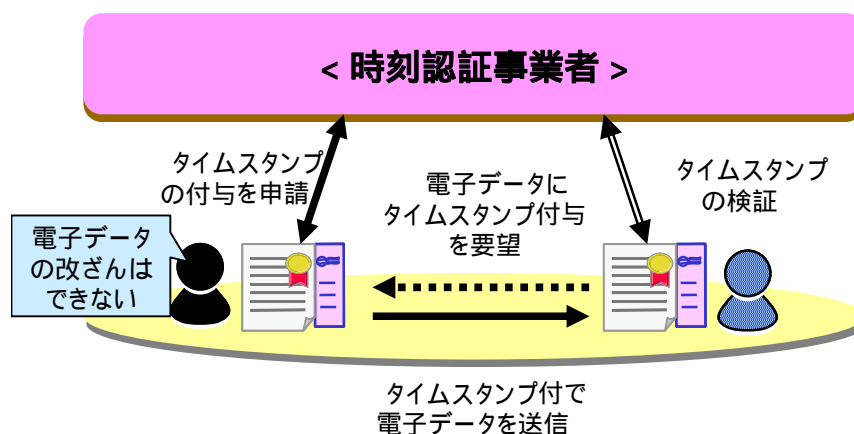 <時刻認証事業者>
タイムスタンプ
の付与を申請
電子データに
タイムスタンプ付与
を要望
タイムスタンプ
の検証
電子データ
の改ざんは
できない
タイムスタンプ付で
電子データを送信